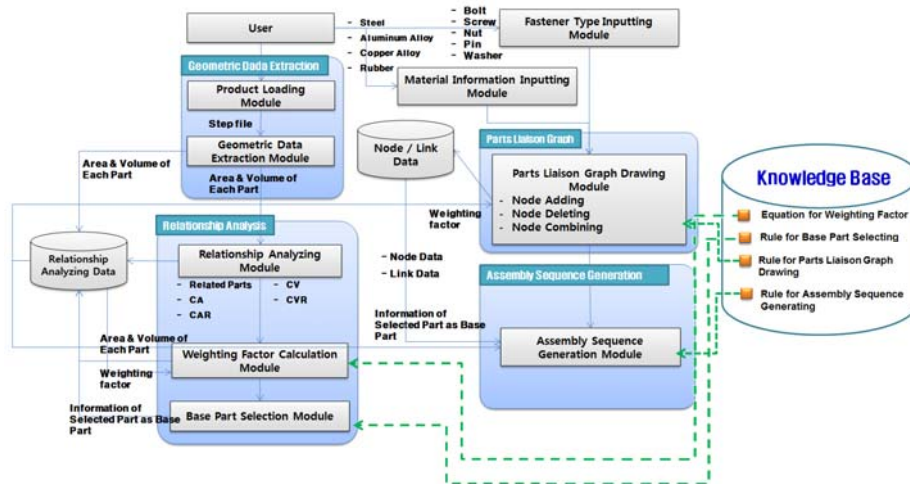 User
- Steel
- Aluminum Alloy
- Copper Alloy
- Rubber
- Bolt
- Screw
- Nut
- Pin
- Washer
Fastener Type Inputting
Module
Geometric Dada Extraction
Product Loading
Module
Material Information Inputting
Module
Step file
Geometric Data
Extraction Module
Node / Link
Data
Parts Liaison Graph
Parts Liaison Graph Drawing
Module
- Node Adding
- Node Deleting
- Node Combining
Knowledge Base
Equation for Weighting Factor
Rule for Base Part Selecting
Rule for Parts Liaison Graph
Drawing
Rule for Assembly Sequence
Generating
Area & Volume of
Each Part
Area & Volume of
Each Part
Weighting
factor
Relationship Analysis
Relationship
Analyzing Data
Relationship Analyzing
Module
- Related Parts
- CA
- CAR
- CV
- CVR
- Node Data
- Link Data
Assembly Sequence Generation
Information of
Selected Part as Base
Part
Assembly Sequence
Generation Module
Area & Volume of
Each Part
Weighting
factor
Weighting Factor Calculation
Module
Information of
Selected Part as Base
Part
Base Part Selection Module